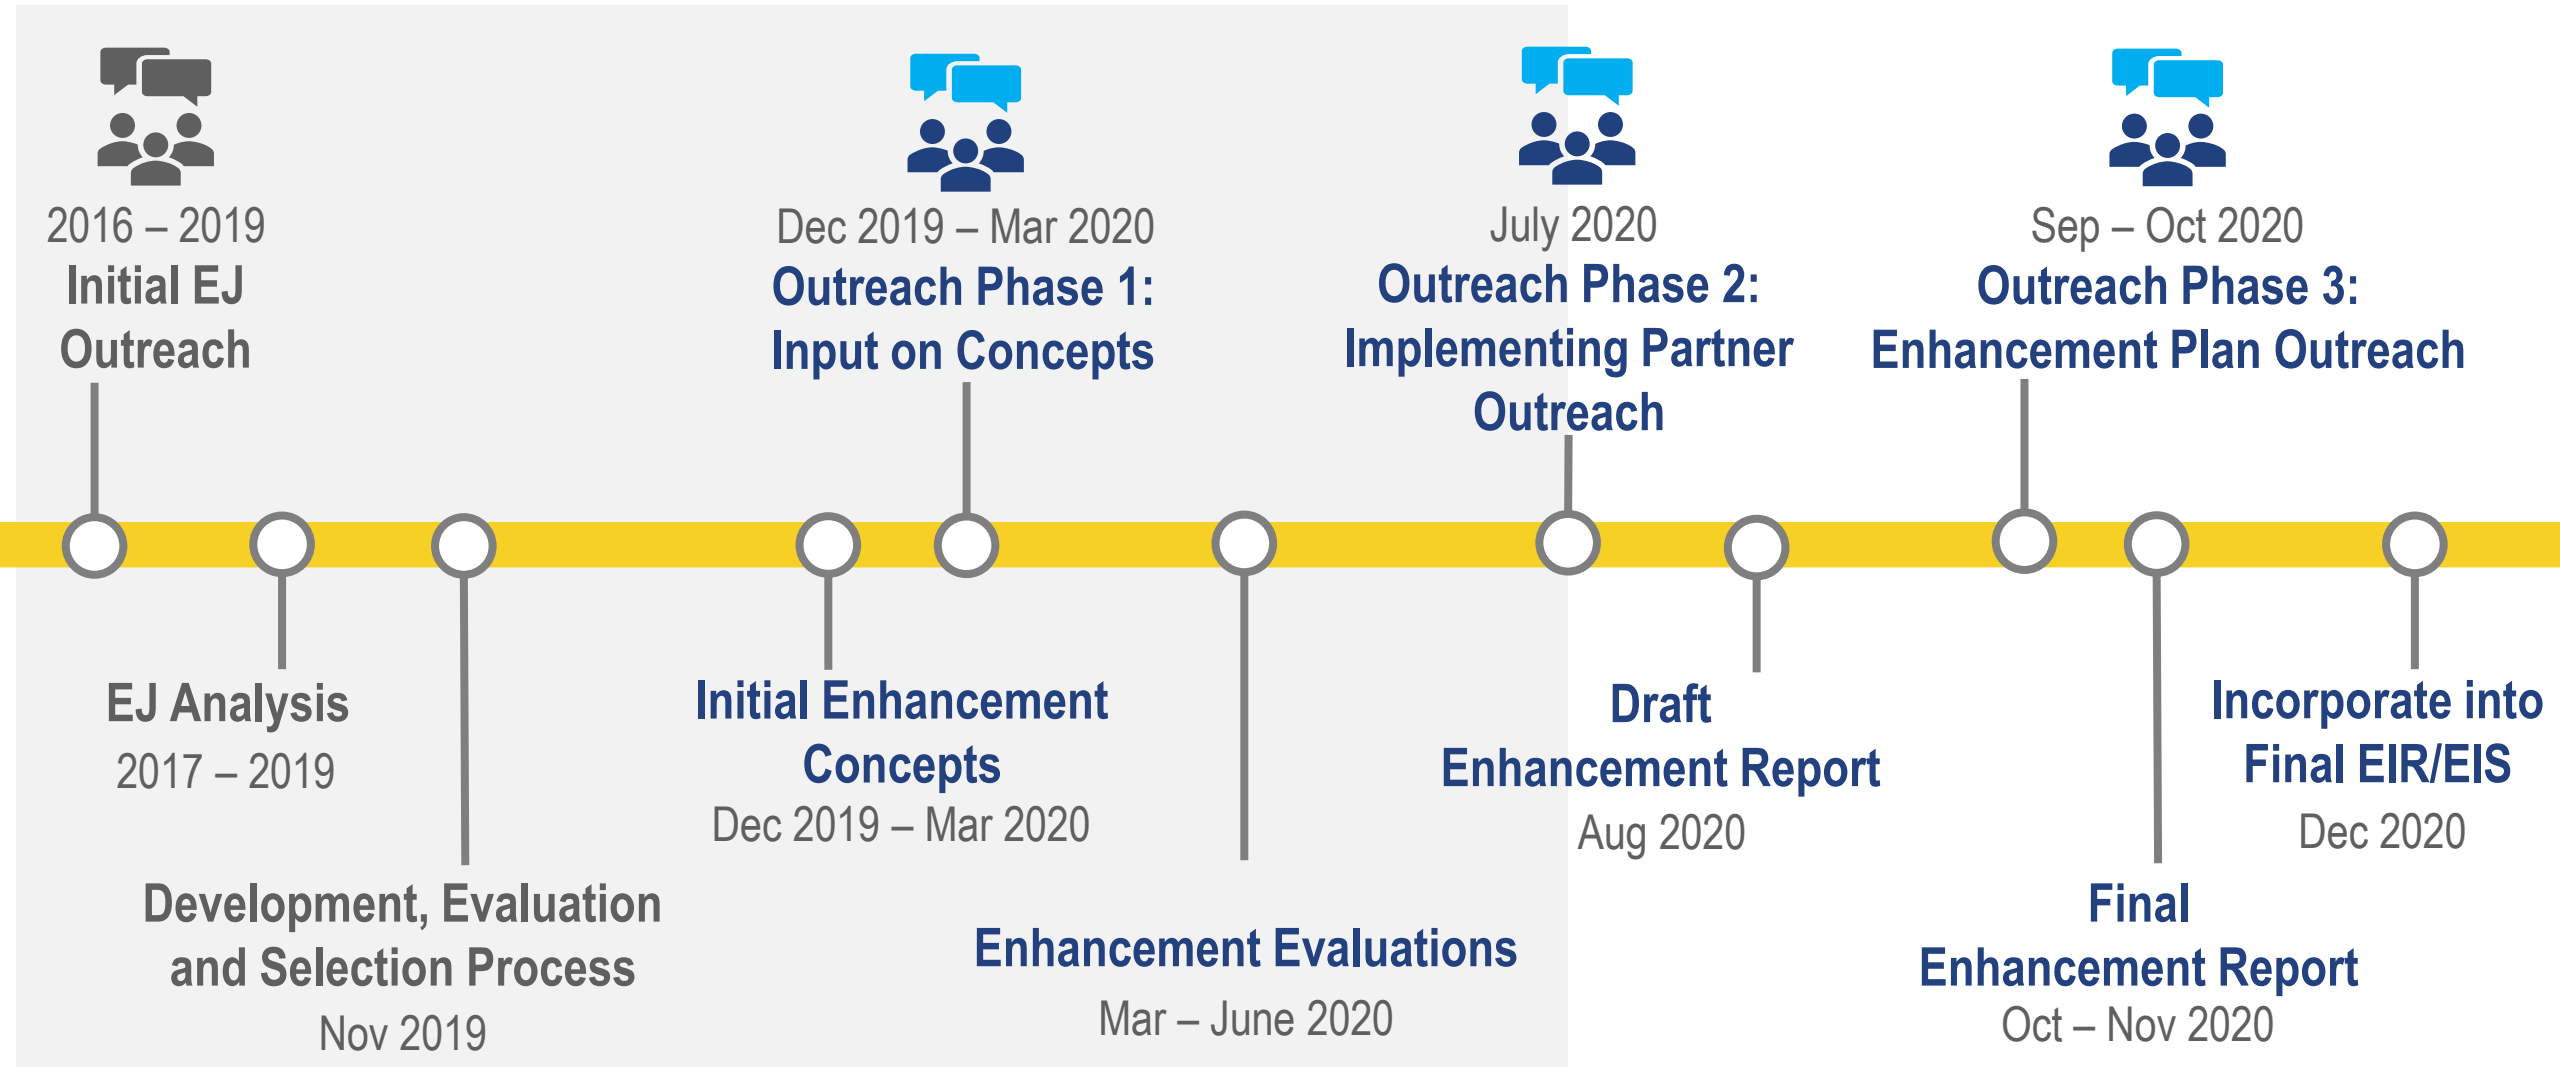 2016 – 2019
Initial EJ
Outreach
Dec 2019 – Mar 2020
Outreach Phase 1:
Input on Concepts
July 2020
Outreach Phase 2:
Implementing Partner
Outreach
Sep – Oct 2020
Outreach Phase 3:
Enhancement Plan Outreach
EJ Analysis
2017 – 2019
Development, Evaluation
and Selection Process
Nov 2019
Initial Enhancement
Concepts
Dec 2019 – Mar 2020
Enhancement Evaluations
Mar – June 2020
Draft
Enhancement Report
Aug 2020
Final
Enhancement Report
Oct – Nov 2020
Incorporate into
Final EIR/EIS
Dec 2020